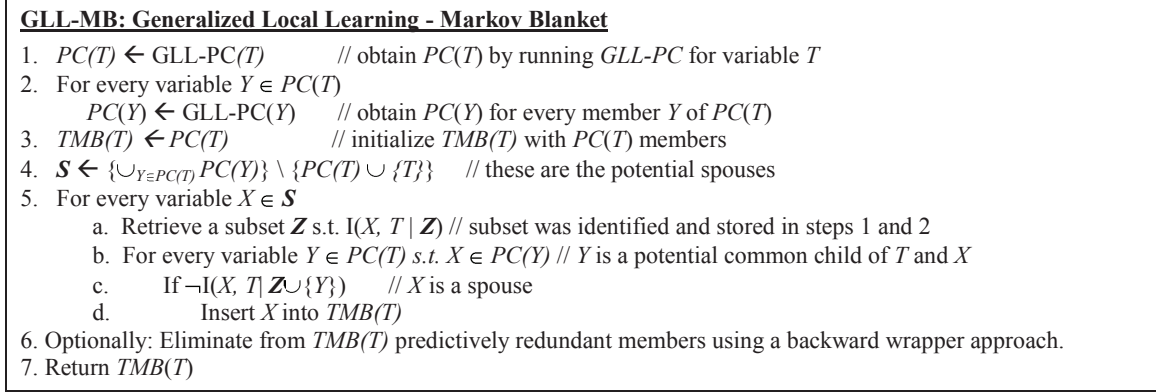 GLL-MB: Generalized Local Learning - Markov Blanket
1. PC(T) ← GLL-PC(T) // obtain PC(T) by running GLL-PC for variable T
2. For every variable Y ∈ PC(T)
PC(Y) ← GLL-PC(Y) // obtain PC(Y) for every member Y of PC(T)
3. TMB(T) ← PC(T) // initialize TMB(T) with PC(T) members
4. S ← {∪Y∈PC(T) PC(Y)} \ {PC(T) ∪ {T}} // these are the potential spouses
5. For every variable X ∈ S
a. Retrieve a subset Z s.t. I(X, T | Z) // subset was identified and stored in steps 1 and 2
b. For every variable Y ∈ PC(T) s.t. X ∈ PC(Y) // Y is a potential common child of T and X
c. If ¬I(X, T| Z∪{Y}) // X is a spouse
d. Insert X into TMB(T)
6. Optionally: Eliminate from TMB(T) predictively redundant members using a backward wrapper approach.
7. Return TMB(T)